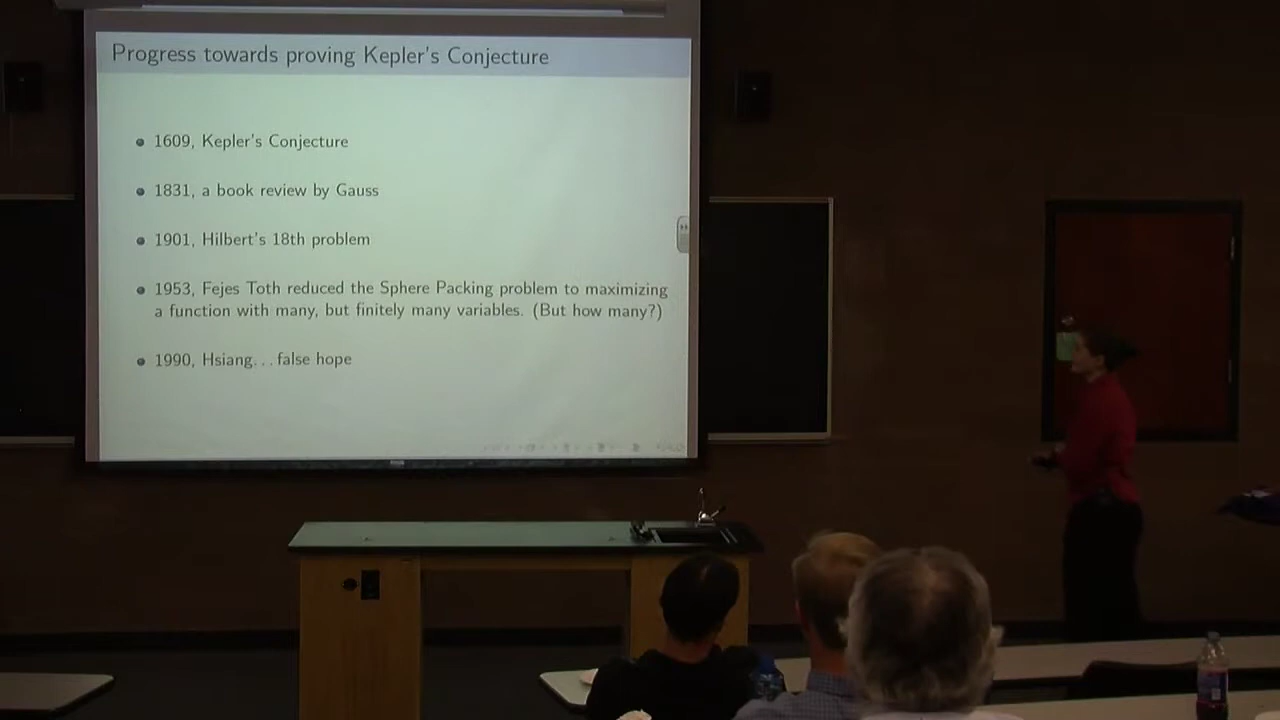 Progress towards proving Kepler's Conjecture
1609, Kepler's Conjecture
1831, a book review by Gauss
1901, Hilbert's 18th problem
1953, Fejes Toth reduced the Sphere Packing problem to maximizing
a function with many, but finitely many variables. (But how many?)
1990, Hsiang...false hope